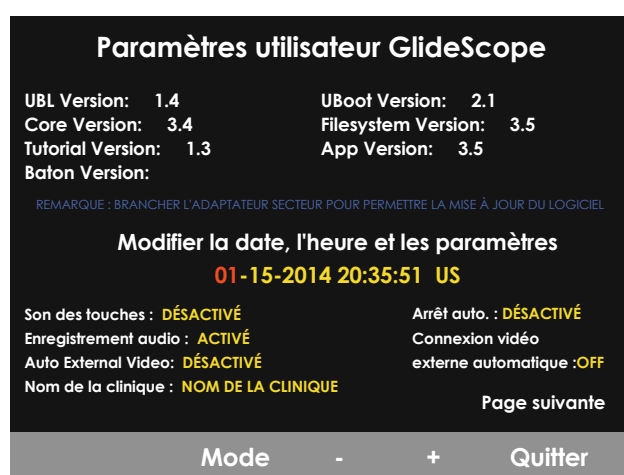 Paramètres utilisateur GlideScope
UBL Version: 1.4 UBoot Version: 2.1
Core Version: 3.4 Filesystem Version: 3.5
Tutorial Version: 1.3 App Version: 3.5
Baton Version:
REMARQUE : BRANCHER L'ADAPTATEUR SECTEUR POUR PERMETTRE LA MISE À JOUR DU LOGICIEL
Modifier la date, l'heure et les paramètres
01-15-2014 20:35:51 US
Son des touches : DÉSACTIVÉ Arrêt auto. : DÉSACTIVÉ
Enregistrement audio : ACTIVÉ Connexion vidéo
Auto External Video: DÉSACTIVÉ externe automatique :OFF
Nom de la clinique : NOM DE LA CLINIQUE
Page suivante
Mode - + Quitter